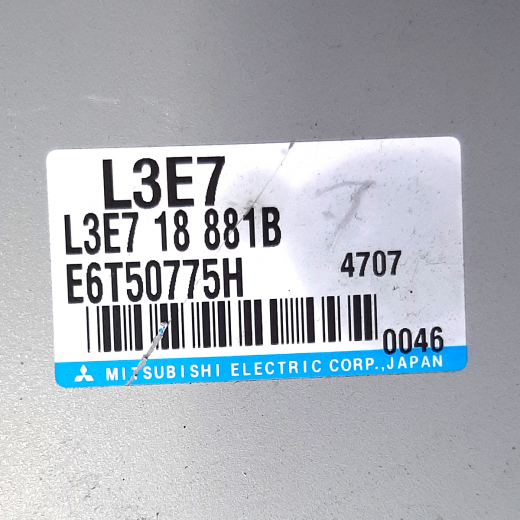 L3E7
L3E7 18 881B
E6T50775H
4707
0046
MITSUBISHI ELECTRIC CORP.,JAPAN